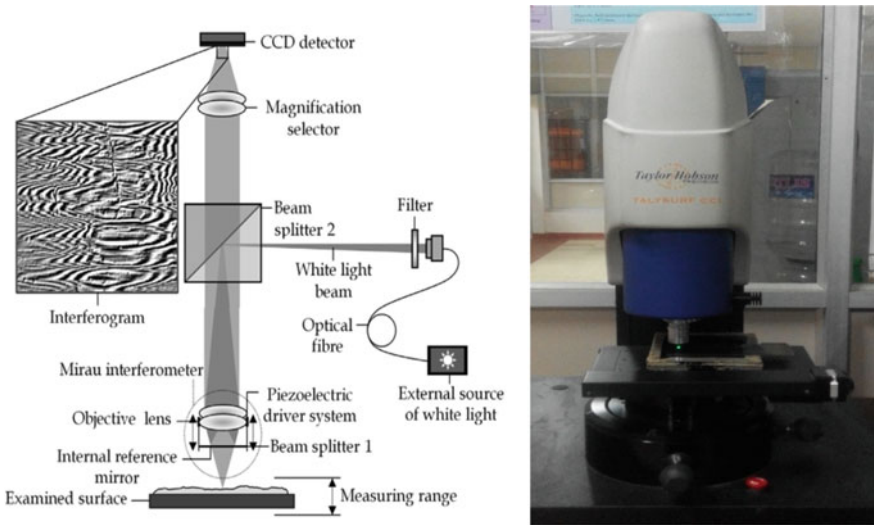 CCD detector
Magnification
selector
Beam
splitter 2
Filter
White light
beam
Interferogram
Optical
fibre
External source
of white light
Mirau interferometer
Piezoelectric
driver system
Objective lens
Beam splitter 1
Internal reference
mirror
Examined surface
Measuring range
Taylor Hobson
PRECISION
TALYSURF CCI